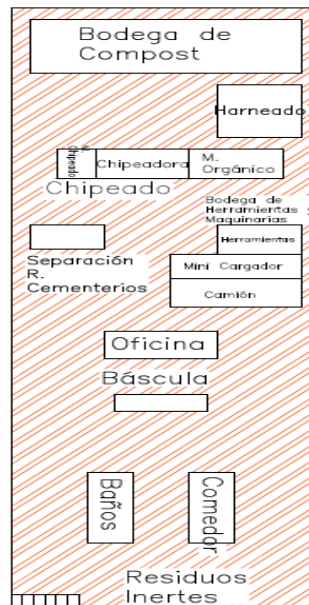 Bodega de
Compost
Harneado
M.
Chipeado
Chipeadora
M.
Orgánico
Chipeado
Bodega de
Herramientas y
Maquinarias
Herramientas
Separación
R.
Cementerios
Mini Cargador
Camión
Oficina
Báscula
Baños
Comedor
Residuos
Inertes